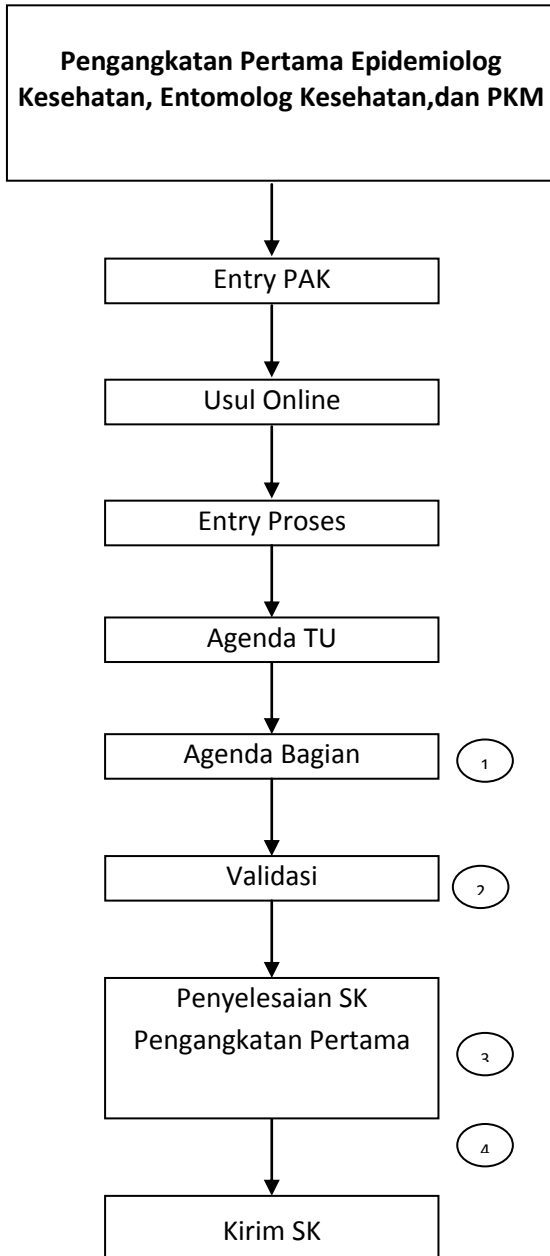 Pengangkatan Pertama Epidemiolog
Kesehatan, Entomolog Kesehatan,dan PKM
Entry PAK
Usul Online
Entry Proses
Agenda TU
Agenda Bagian
1
Validasi
2
Penyelesaian SK
Pengangkatan Pertama
3
4
Kirim SK